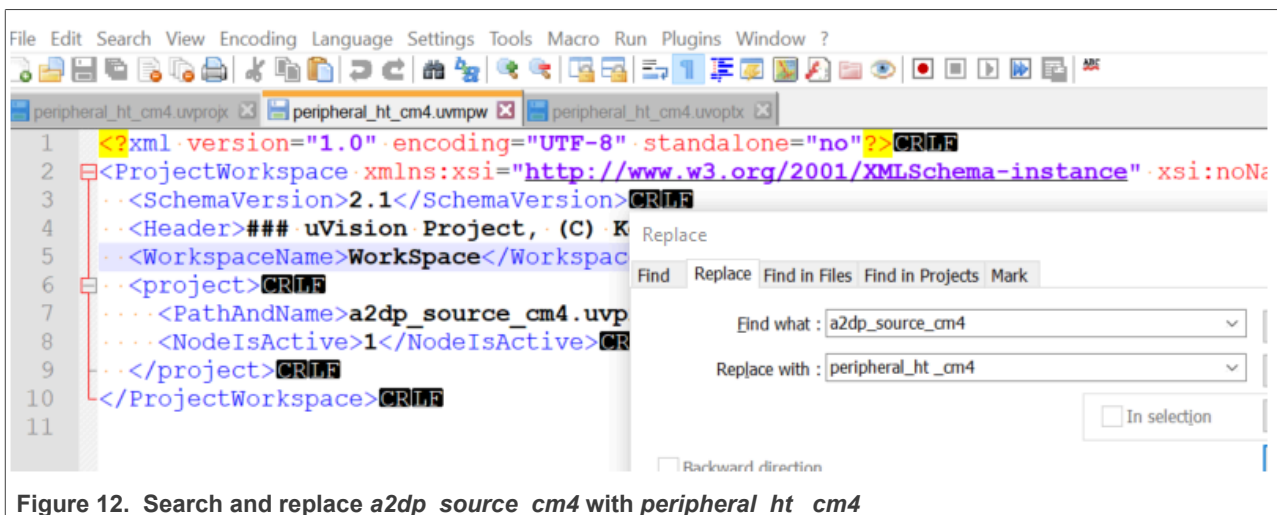 File Edit Search View Encoding Language Settings Tools Macro Run Plugins Window ?
ABC
peripheral_ht_cm4.uvprojx peripheral_ht_cm4.uvmpw peripheral_ht_cm4.uvoptx
1 <?xml version="1.0" encoding="UTF-8" standalone="no"?>CRLF
2 <ProjectWorkspace xmlns:xsi="http://www.w3.org/2001/XMLSchema-instance" xsi:noNa
3 <SchemaVersion>2.1</SchemaVersion>CRLF
4 <Header>### uVision Project, (C) K
5 <WorkspaceName>WorkSpace</Workspac
6 <project>CRLF
7 <PathAndName>a2dp_source_cm4.uvp
8 <NodeIsActive>1</NodeIsActive>CR
9 </project>CRLF
10 </ProjectWorkspace>CRLF
11
Replace
Find Replace Find in Files Find in Projects Mark
Find what : a2dp_source_cm4
Replace with : peripheral_ht _cm4
In selection
Backward direction
Figure 12. Search and replace a2dp_source_cm4 with peripheral_ht _cm4